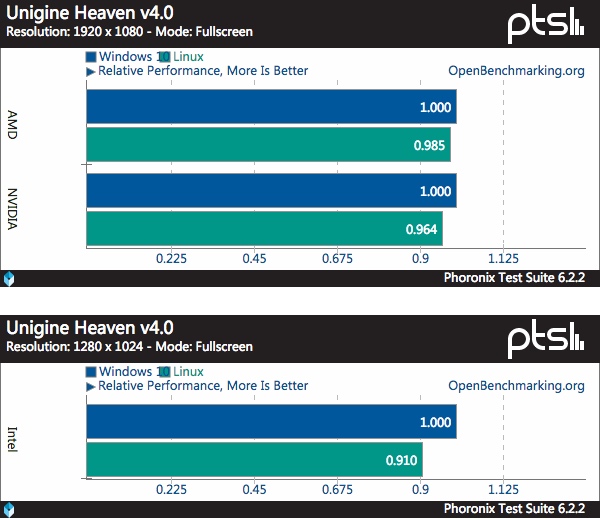 Unigine Heaven v4.0
Resolution: 1920 x 1080 - Mode: Fullscreen
ptsl
Windows 10 Linux
Relative Performance, More Is Better
OpenBenchmarking.org
AMD
1.000
0.985
NVIDIA
1.000
0.964
0.225 0.45 0.675 0.9 1.125
Phoronix Test Suite 6.2.2
Unigine Heaven v4.0
Resolution: 1280 x 1024 - Mode: Fullscreen
ptsl
Windows 10 Linux
Relative Performance, More Is Better
OpenBenchmarking.org
Intel
1.000
0.910
0.225 0.45 0.675 0.9 1.125
Phoronix Test Suite 6.2.2